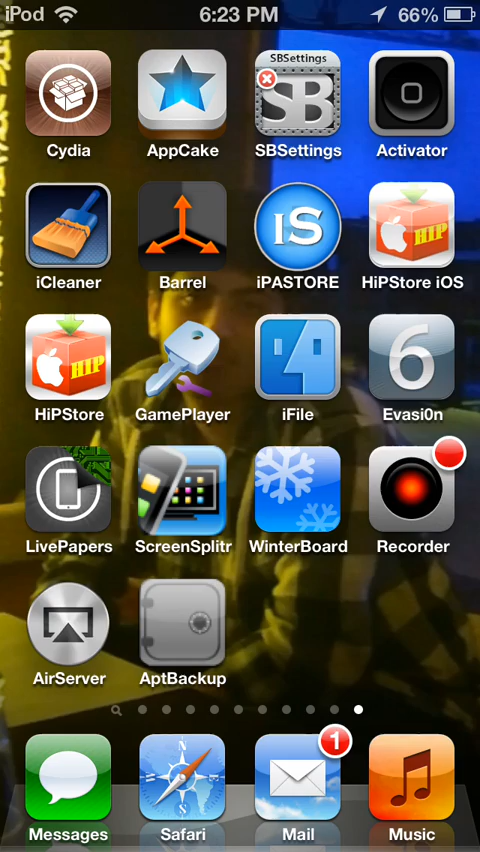 iPod 6:23 PM 66%
SBSettings
SB
Cydia AppCake SBSettings Activator
iS
HIP
iCleaner Barrel iPASTORE HiPStore iOS
HIP
6
HiPStore GamePlayer iFile Evasi0n
LivePapers ScreenSplitr WinterBoard Recorder
AirServer AptBackup
N
1
Messages Safari Mail Music